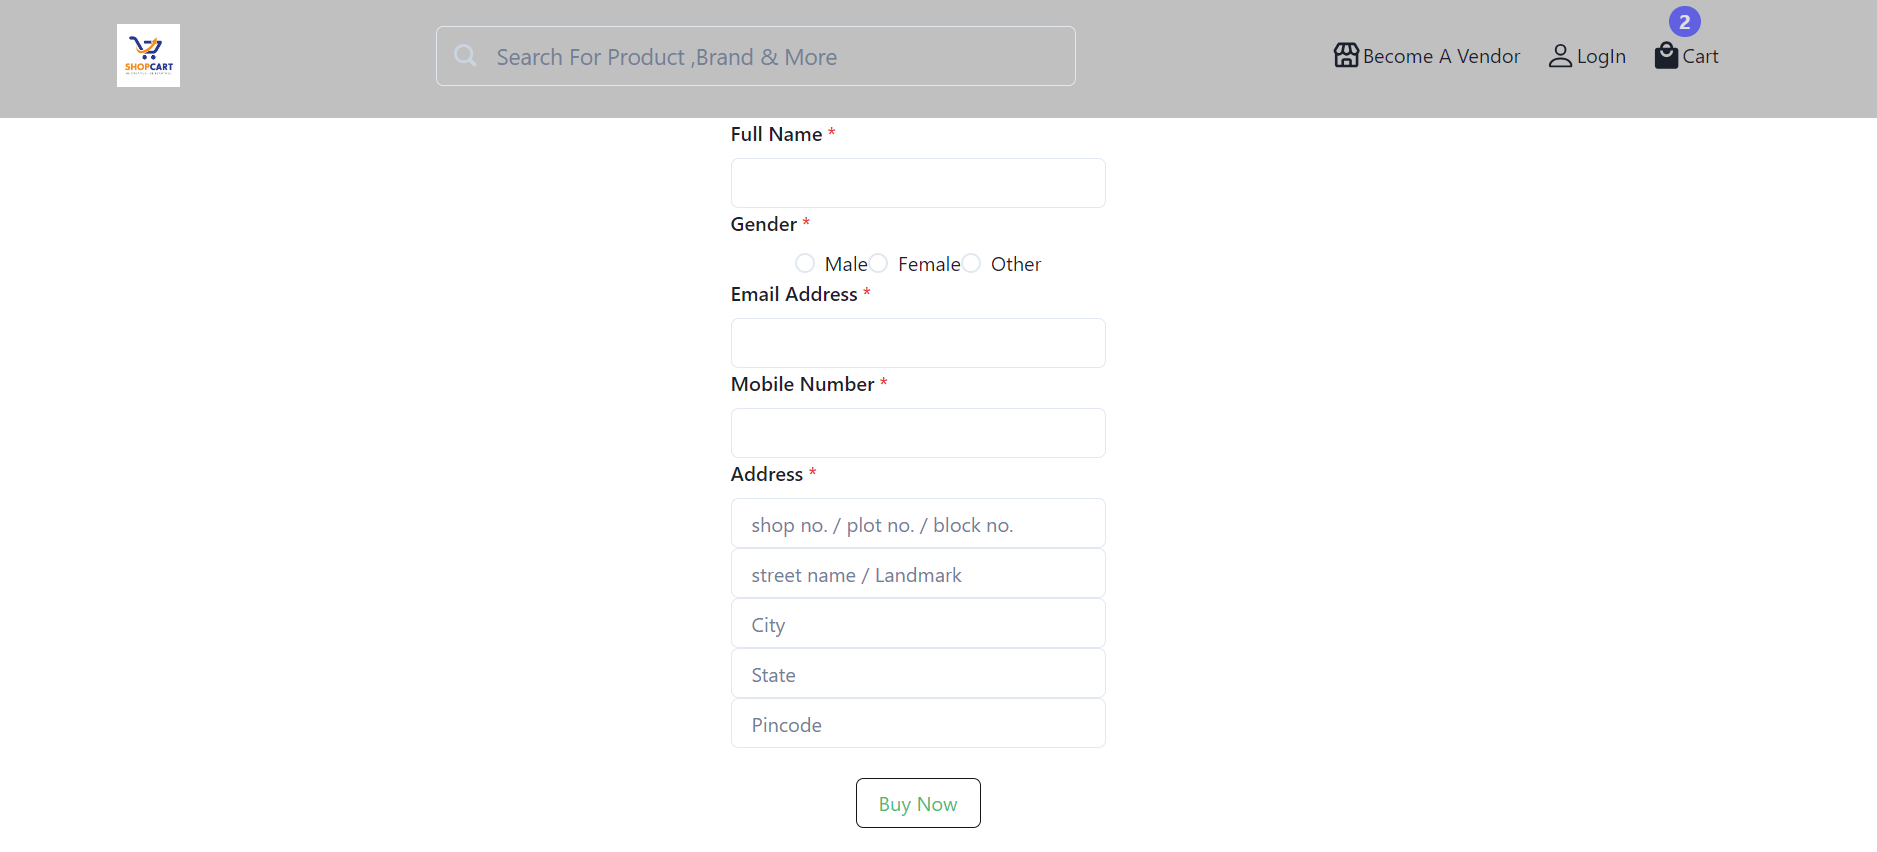 SHOPCART
Search For Product ,Brand & More
Become A Vendor
LogIn
2
Cart
Full Name *
Gender *
Male Female Other
Email Address *
Mobile Number *
Address *
shop no. / plot no. / block no.
street name / Landmark
City
State
Pincode
Buy Now